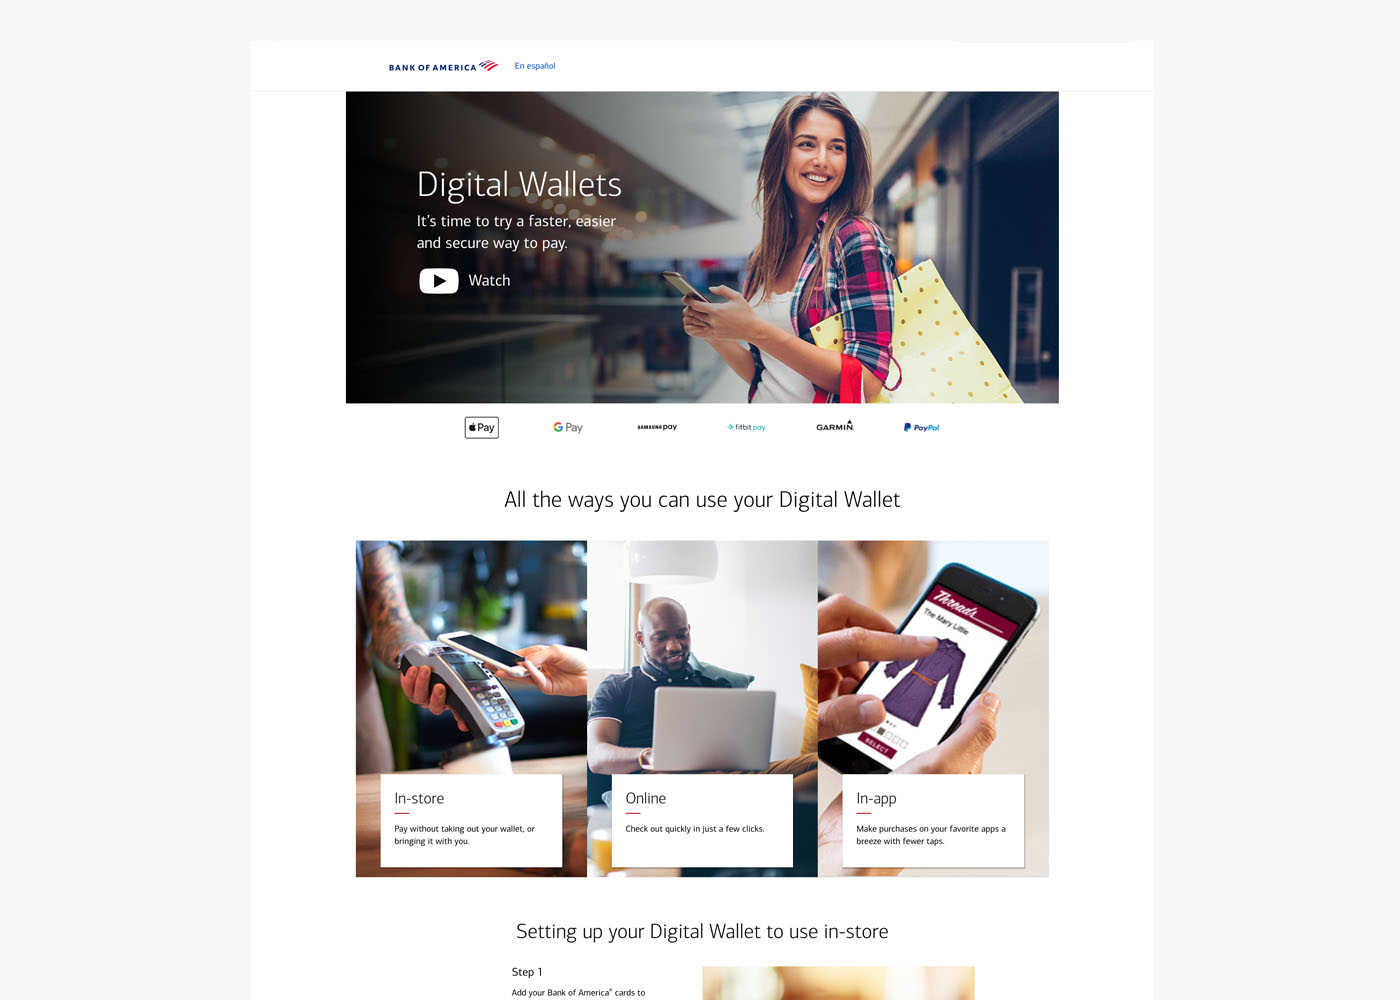 BANK OF AMERICA
En español
Digital Wallets
It's time to try a faster, easier
and secure way to pay.
Watch
Pay
G Pay
SAMSUNG pay
fitbit pay
GARMIN
PayPal
All the ways you can use your Digital Wallet
Threads
The Mary Little
SELECT
In-store
Pay without taking out your wallet, or
bringing it with you.
Online
Check out quickly in just a few clicks.
In-app
Make purchases on your favorite apps a
breeze with fewer taps.
Setting up your Digital Wallet to use in-store
Step 1
Add your Bank of America® cards to